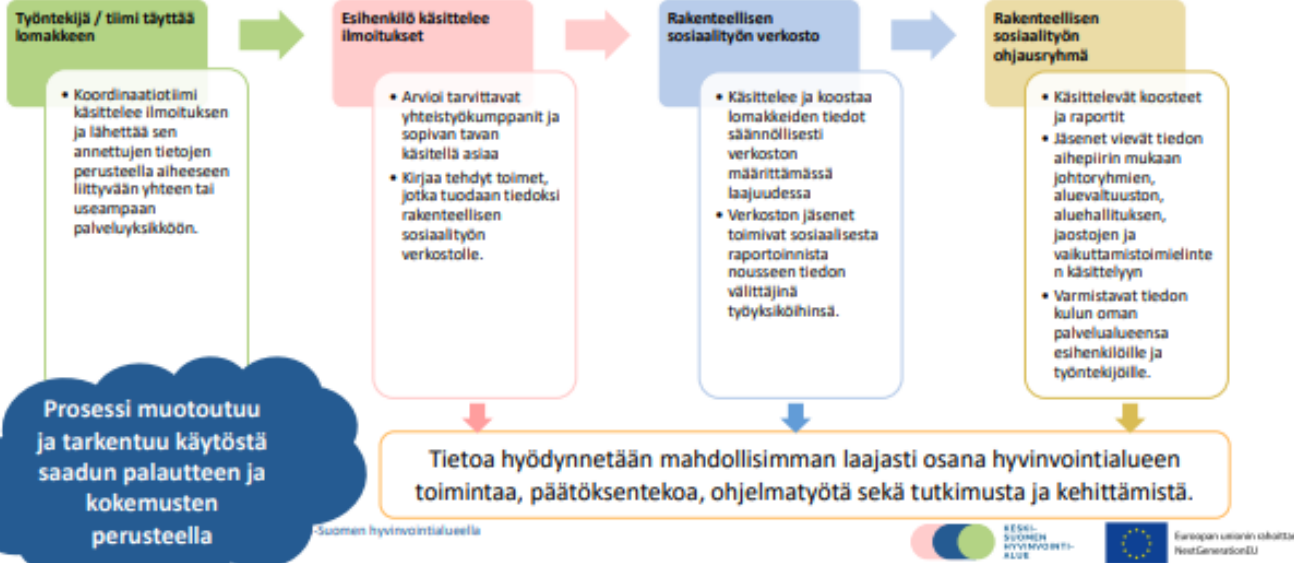 Työntekijä / tiimi täyttää
lomakkeen
• Koordinaatiotiimi
käsittelee ilmoituksen
ja lähettää sen
annettujen tietojen
perusteella aiheeseen
liittyvään yhteen tai
useampaan
palveluyksikköön.
Esihenkilö käsittelee
ilmoitukset
• Arvioi tarvittavat
yhteistyökumppanit ja
sopivan tavan
käsitellä asiaa
• Kirjaa tehdyt toimet,
jotka tuodaan tiedoksi
rakenteellisen
sosiaalityön
verkostolle.
Rakenteellisen
sosiaalityön verkosto
• Käsittelee ja koostaa
lomakkeiden tiedot
säännöllisesti
verkoston
määrittämässä
laajuudessa
• Verkoston jäsenet
toimivat sosiaalisesta
raportoinnista
nousseen tiedon
välittäjinä
työyksiköihinsä.
Rakenteellisen
sosiaalityön
ohjausryhmä
• Käsittelevät koosteet
ja raportit
• Jäsenet vievät tiedon
aihepiirin mukaan
johtoryhmien,
aluevaltuuston,
aluehallituksen,
jaostojen ja
vaikuttamistoimielinte
n käsittelyyn
• Varmistavat tiedon
kulun oman
palvelualueensa
esihenkilöille ja
työntekijöille.
Prosessi muotoutuu
ja tarkentuu käytöstä
saadun palautteen ja
kokemusten
perusteella
Tietoa hyödynnetään mahdollisimman laajasti osana hyvinvointialueen
toimintaa, päätöksentekoa, ohjelmatyötä sekä tutkimusta ja kehittämistä.
-Suomen hyvinvointialueella
KESKI-
SUOMEN
HYVINVOINTI-
ALUE
Euroopan unionin rahoittama
NextGenerationEU